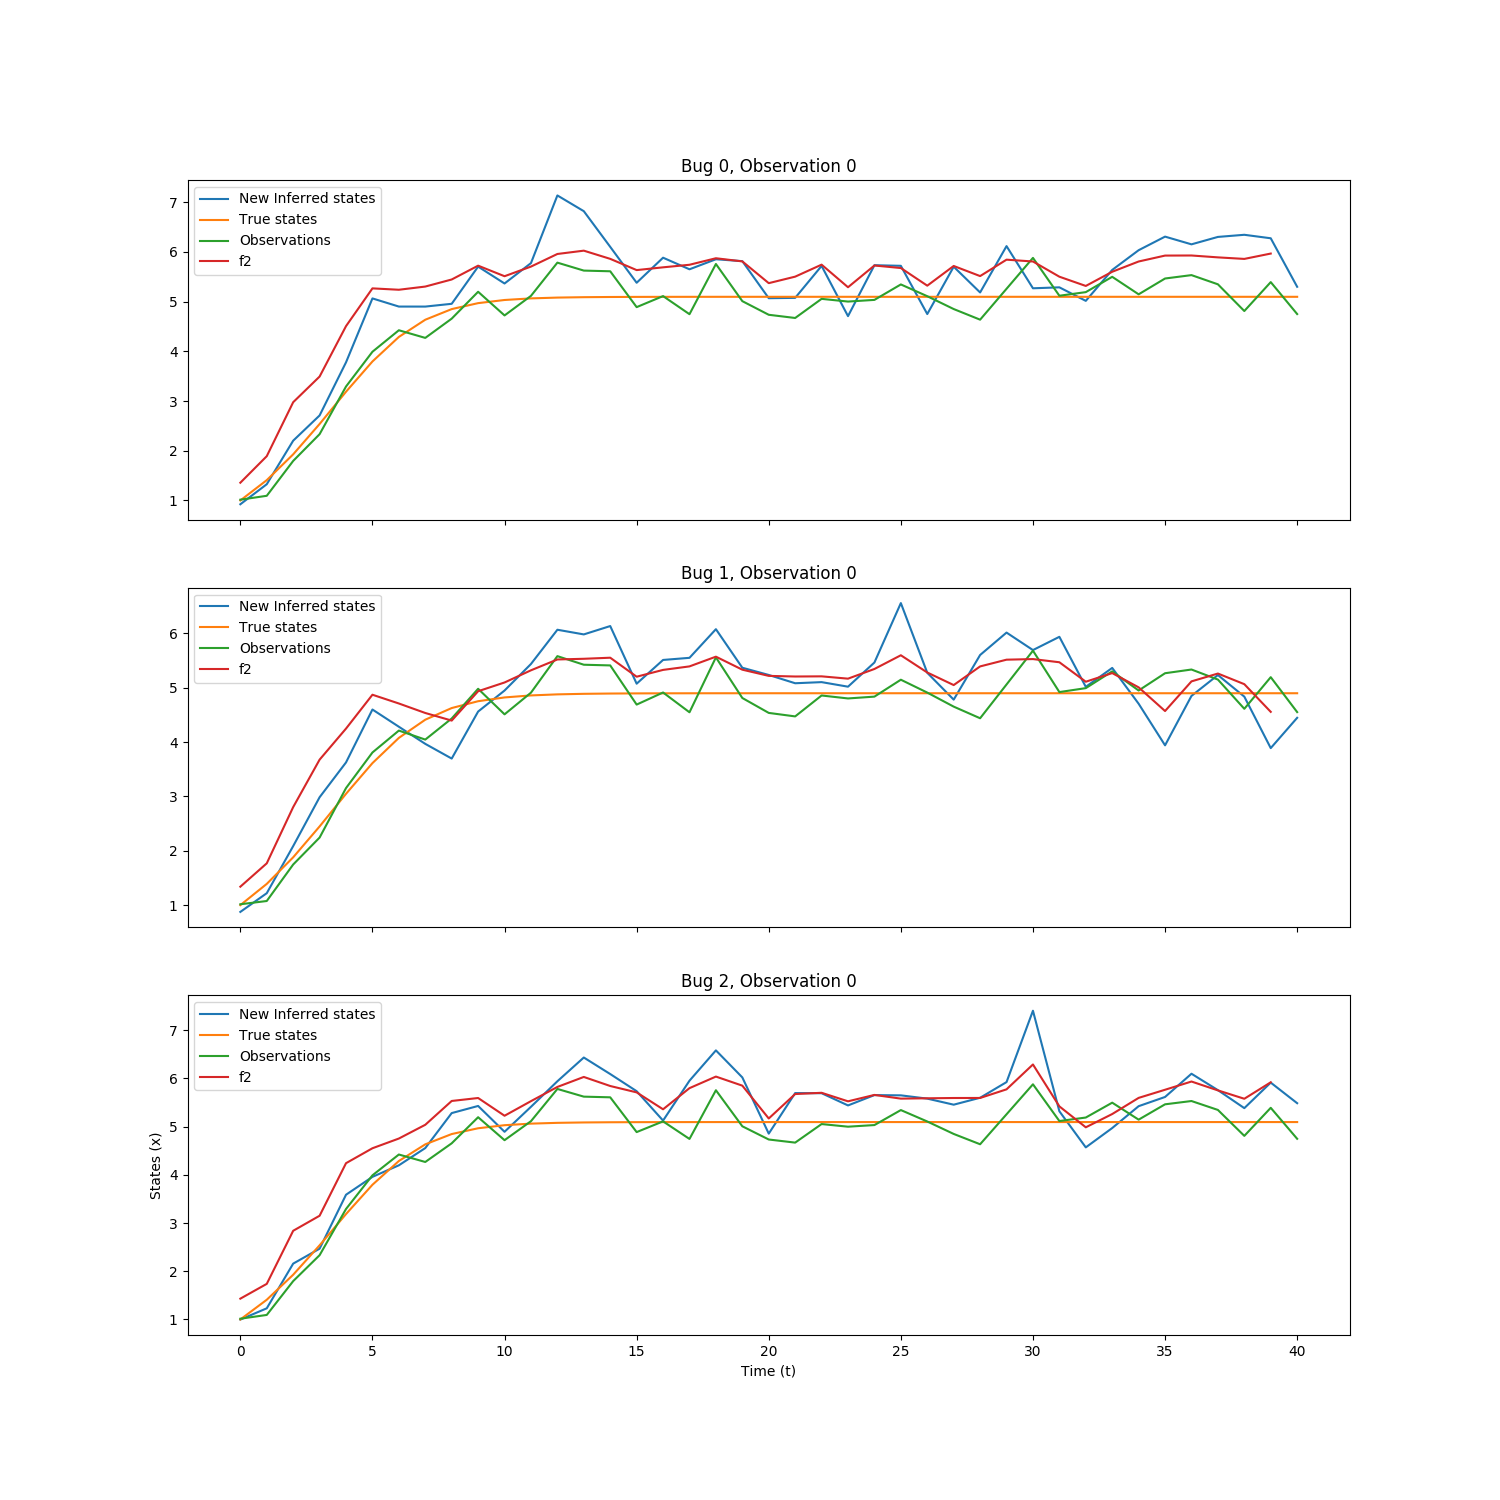 Bug 0, Observation 0
New Inferred states
True states
Observations
f2
7
6
5
4
3
2
1
Bug 1, Observation 0
New Inferred states
True states
Observations
f2
6
5
4
3
2
1
Bug 2, Observation 0
New Inferred states
True states
Observations
f2
7
6
5
4
3
2
1
States (x)
0 5 10 15 20 25 30 35 40
Time (t)